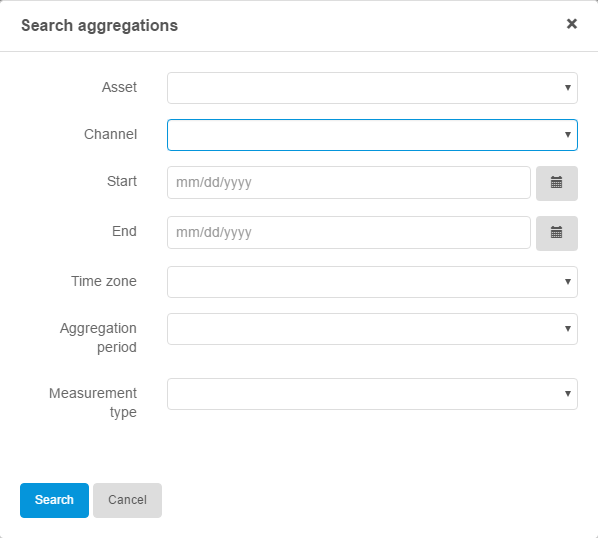 Search aggregations
Asset
Channel
Start
mm/dd/yyyy
End
mm/dd/yyyy
Time zone
Aggregation
period
Measurement
type
Search
Cancel